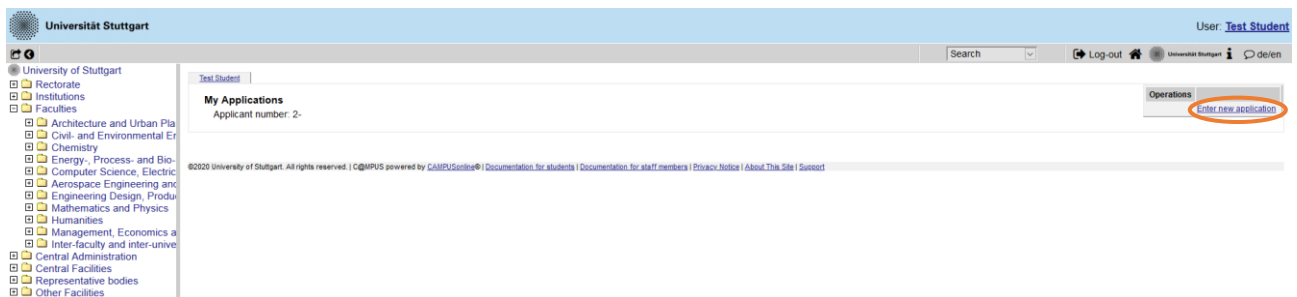 Universität Stuttgart
User: Test Student
Search
Log-out
Universität Stuttgart
de/en
University of Stuttgart
Rectorate
Institutions
Faculties
Architecture and Urban Pla
Civil- and Environmental Er
Chemistry
Energy-, Process- and Bio-
Computer Science, Electric
Aerospace Engineering and
Engineering Design, Produ
Mathematics and Physics
Humanities
Management, Economics a
Inter-faculty and inter-unive
Central Administration
Central Facilities
Representative bodies
Other Facilities
Test Student
My Applications
Applicant number: 2-
Operations
Enter new application
©2020 University of Stuttgart. All rights reserved. | C@MPUS powered by CAMPUSonline® | Documentation for students | Documentation for staff members | Privacy Notice | About This Site | Support